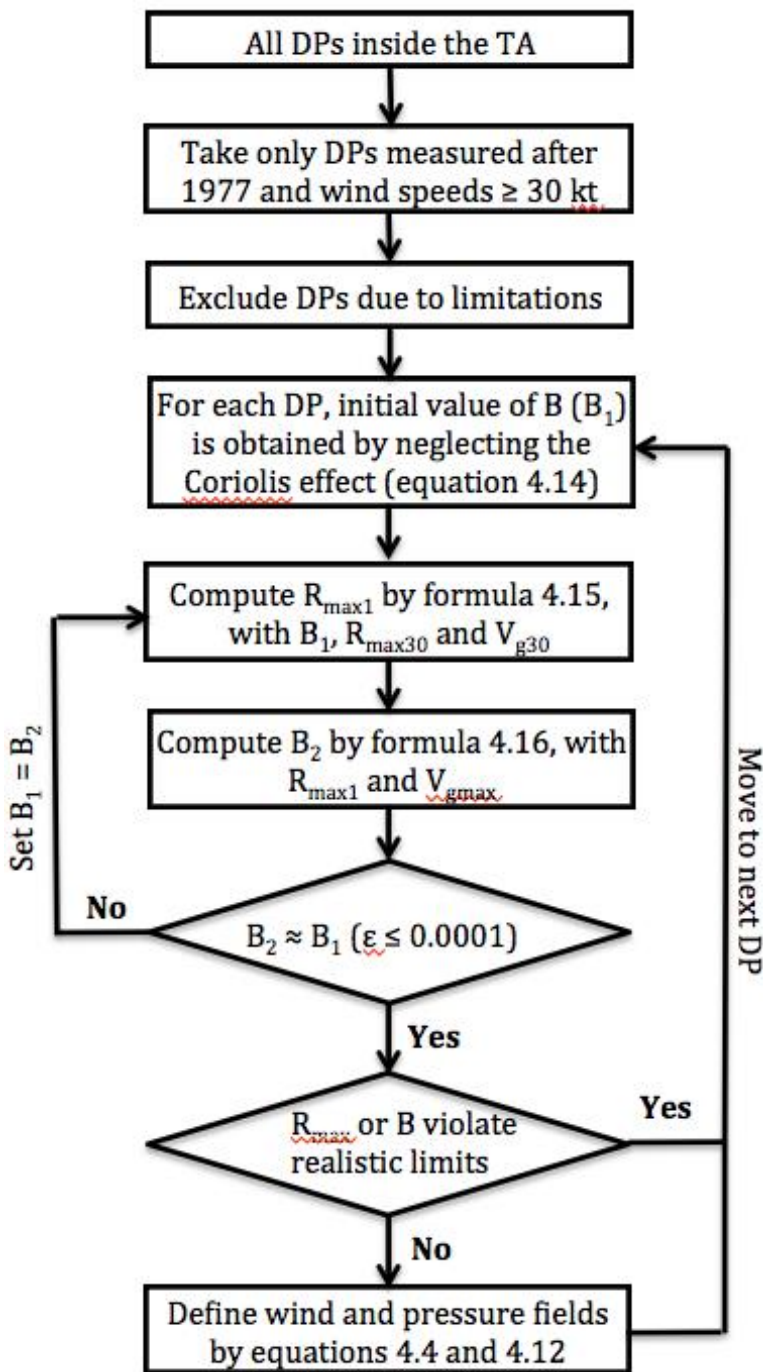 All DPs inside the TA
Take only DPs measured after
1977 and wind speeds ≥ 30 kt
Exclude DPs due to limitations
For each DP, initial value of B (B₁)
is obtained by neglecting the
Coriolis effect (equation 4.14)
Compute Rₘₐₓ₁ by formula 4.15,
with B₁, Rₘₐₓ₃₀ and V_g30
Set B₁ = B₂
Compute B₂ by formula 4.16, with
Rₘₐₓ₁ and V_gmax
Move to next DP
No
B₂ ≈ B₁ (ε ≤ 0.0001)
Yes
Rₘₐₓ or B violate
realistic limits
Yes
No
Define wind and pressure fields
by equations 4.4 and 4.12